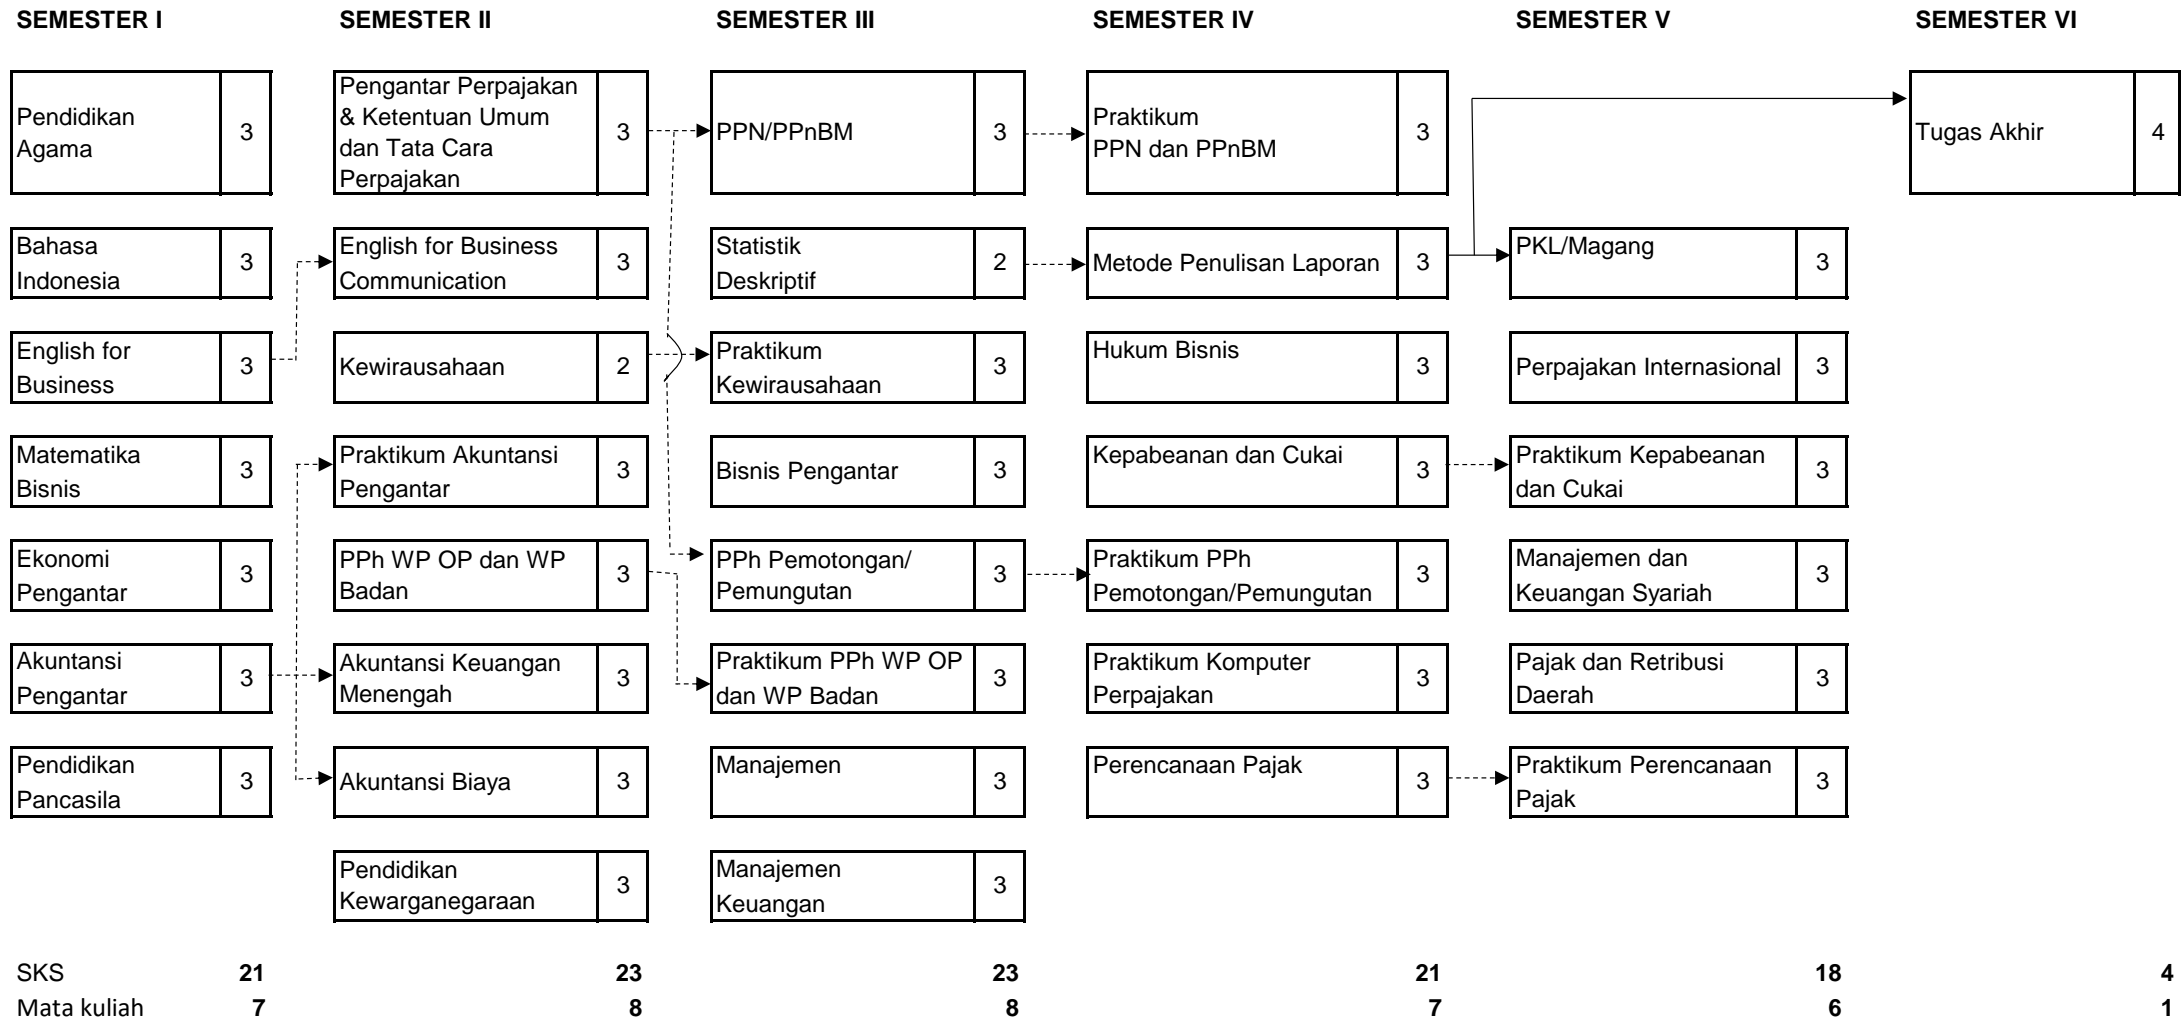 SEMESTER I
SEMESTER II
SEMESTER III
SEMESTER IV
SEMESTER V
SEMESTER VI
Pendidikan
Agama
3
Pengantar Perpajakan
& Ketentuan Umum
dan Tata Cara
Perpajakan
3
PPN/PPnBM
3
Praktikum
PPN dan PPnBM
3
Tugas Akhir
4
Bahasa
Indonesia
3
English for Business
Communication
3
Statistik
Deskriptif
2
Metode Penulisan Laporan
3
PKL/Magang
3
English for
Business
3
Kewirausahaan
2
Praktikum
Kewirausahaan
3
Hukum Bisnis
3
Perpajakan Internasional
3
Matematika
Bisnis
3
Praktikum Akuntansi
Pengantar
3
Bisnis Pengantar
3
Kepabeanan dan Cukai
3
Praktikum Kepabeanan
dan Cukai
3
Ekonomi
Pengantar
3
PPh WP OP dan WP
Badan
3
PPh Pemotongan/
Pemungutan
3
Praktikum PPh
Pemotongan/Pemungutan
3
Manajemen dan
Keuangan Syariah
3
Akuntansi
Pengantar
3
Akuntansi Keuangan
Menengah
3
Praktikum PPh WP OP
dan WP Badan
3
Praktikum Komputer
Perpajakan
3
Pajak dan Retribusi
Daerah
3
Pendidikan
Pancasila
3
Akuntansi Biaya
3
Manajemen
3
Perencanaan Pajak
3
Praktikum Perencanaan
Pajak
3
Pendidikan
Kewarganegaraan
3
Manajemen
Keuangan
3
SKS 21 23 23 21 18 4
Mata kuliah 7 8 8 7 6 1